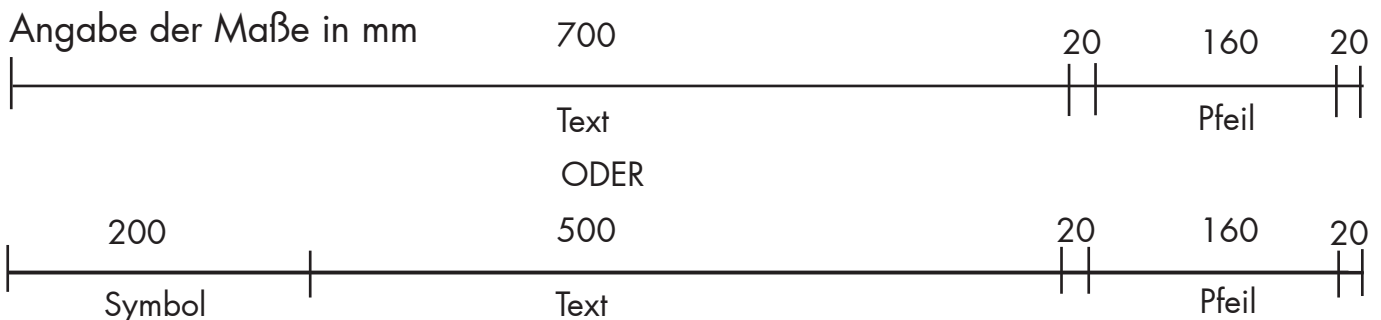 Angabe der Maße in mm 700 20 160 20
Text Pfeil
ODER
200 500 20 160 20
Symbol Text Pfeil